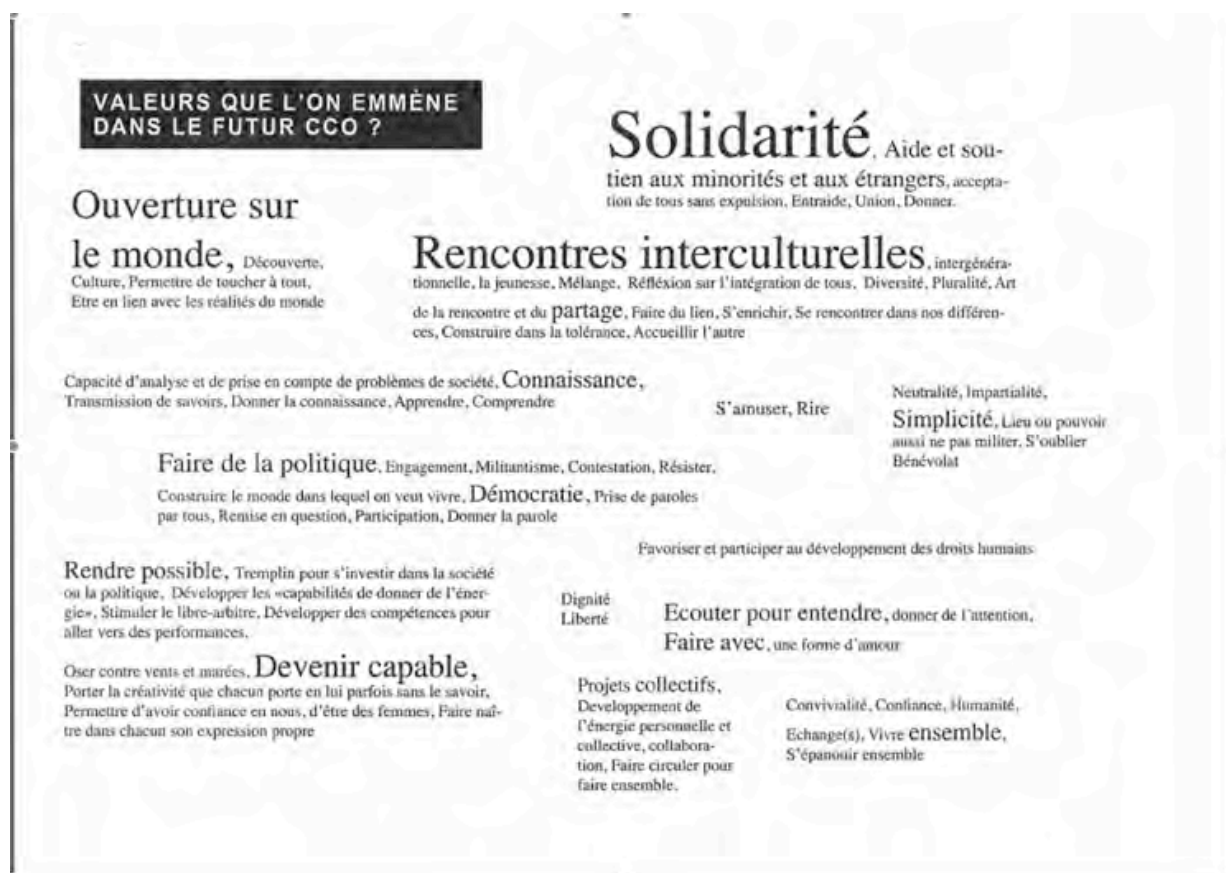 VALEURS QUE L'ON EMMÈNE
DANS LE FUTUR CCO ?
Solidarité, Aide et sou-
tien aux minorités et aux étrangers, accepta-
tion de tous sans expulsion, Entraide, Union, Donner.
Ouverture sur
le monde, Découverte,
Culture, Permettre de toucher à tout,
Etre en lien avec les réalités du monde
Rencontres interculturelles, intergénéra-
tionnelle, la jeunesse, Mélange, Réfléxion sur l'intégration de tous, Diversité, Pluralité, Art
de la rencontre et du partage, Faire du lien, S'enrichir, Se rencontrer dans nos différen-
ces, Construire dans la tolérance, Accueillir l'autre
Capacité d'analyse et de prise en compte de problèmes de société, Connaissance,
Transmission de savoirs, Donner la connaissance, Apprendre, Comprendre
S'amuser, Rire
Neutralité, Impartialité,
Simplicité, Lieu ou pouvoir
aussi ne pas militer, S'oublier
Bénévolat
Faire de la politique, Engagement, Militantisme, Contestation, Résister,
Construire le monde dans lequel on veut vivre, Démocratie, Prise de paroles
par tous, Remise en question, Participation, Donner la parole
Favoriser et participer au développement des droits humains
Rendre possible, Tremplin pour s'investir dans la société
ou la politique, Développer les «capabilités de donner de l'éner-
gie», Stimuler le libre-arbitre, Développer des compétences pour
aller vers des performances,
Dignité
Liberté
Ecouter pour entendre, donner de l'attention,
Faire avec, une forme d'amour
Oser contre vents et marées, Devenir capable,
Porter la créativité que chacun porte en lui parfois sans le savoir,
Permettre d'avoir confiance en nous, d'être des femmes, Faire naî-
tre dans chacun son expression propre
Projets collectifs,
Developpement de
l'énergie personnelle et
collective, collabora-
tion, Faire circuler pour
faire ensemble,
Convivialité, Confiance, Humanité,
Echange(s), Vivre ensemble,
S'épanouir ensemble